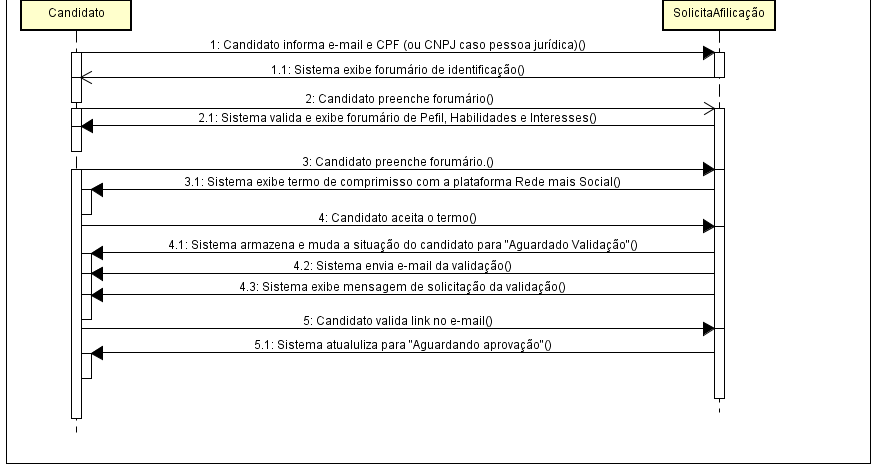 Candidato
SolicitaAfilicação
1: Candidato informa e-mail e CPF (ou CNPJ caso pessoa jurídica)()
1.1: Sistema exibe forumário de identificação()
2: Candidato preenche forumário()
2.1: Sistema valida e exibe forumário de Pefil, Habilidades e Interesses()
3: Candidato preenche forumário.()
3.1: Sistema exibe termo de comprimisso com a plataforma Rede mais Social()
4: Candidato aceita o termo()
4.1: Sistema armazena e muda a situação do candidato para "Aguardado Validação"()
4.2: Sistema envia e-mail da validação()
4.3: Sistema exibe mensagem de solicitação da validação()
5: Candidato valida link no e-mail()
5.1: Sistema atualuliza para "Aguardando aprovação"()